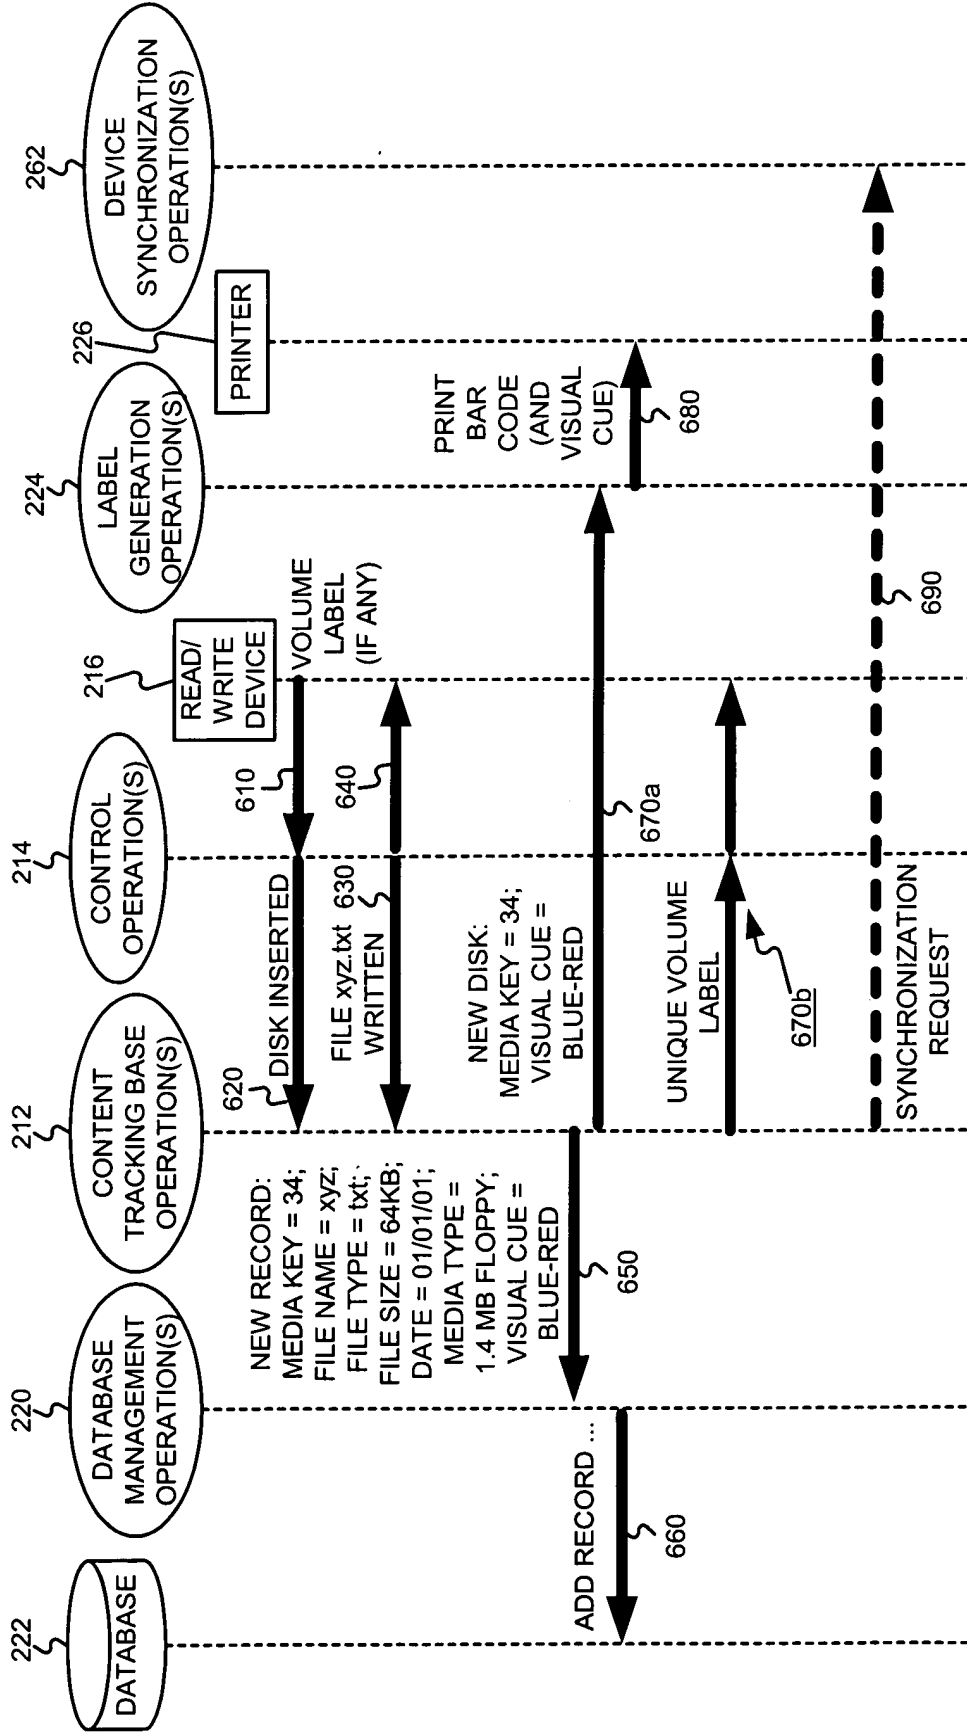 222
DATABASE
220
DATABASE
MANAGEMENT
OPERATION(S)
212
CONTENT
TRACKING BASE
OPERATION(S)
214
CONTROL
OPERATION(S)
216
READ/
WRITE
DEVICE
224
LABEL
GENERATION
OPERATION(S)
226
PRINTER
262
DEVICE
SYNCHRONIZATION
OPERATION(S)
610
VOLUME
LABEL
(IF ANY)
620
DISK INSERTED
FILE xyz.txt
WRITTEN
630
640
NEW RECORD:
MEDIA KEY = 34;
FILE NAME = xyz;
FILE TYPE = txt;
FILE SIZE = 64KB;
DATE = 01/01/01;
MEDIA TYPE =
1.4 MB FLOPPY;
VISUAL CUE =
BLUE-RED
650
ADD RECORD ...
660
NEW DISK:
MEDIA KEY = 34;
VISUAL CUE =
BLUE-RED
670a
PRINT
BAR
CODE
(AND
VISUAL
CUE)
680
UNIQUE VOLUME
LABEL
670b
SYNCHRONIZATION
REQUEST
690